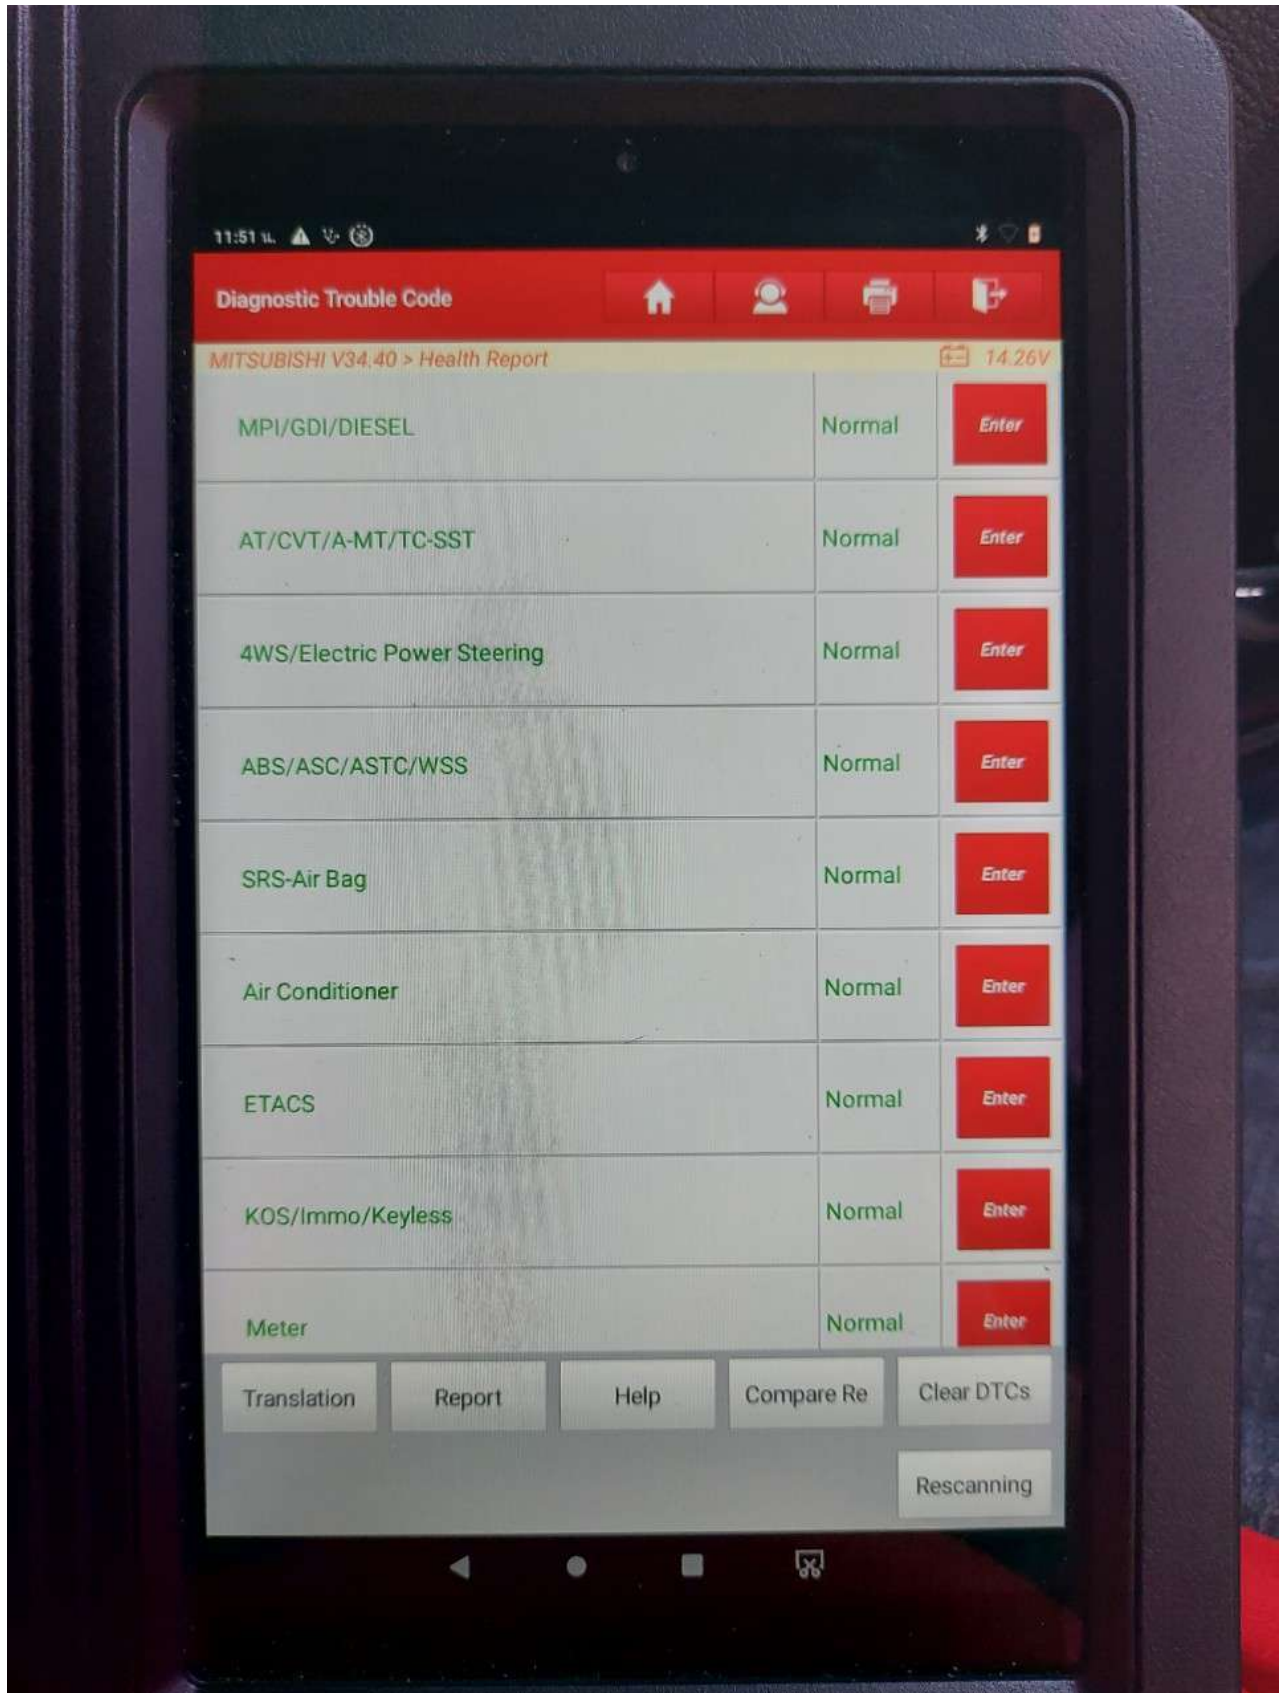 11:51 น.
Diagnostic Trouble Code
MITSUBISHI V34.40 > Health Report 14.26V
MPI/GDI/DIESEL Normal Enter
AT/CVT/A-MT/TC-SST Normal Enter
4WS/Electric Power Steering Normal Enter
ABS/ASC/ASTC/WSS Normal Enter
SRS-Air Bag Normal Enter
Air Conditioner Normal Enter
ETACS Normal Enter
KOS/Immo/Keyless Normal Enter
Meter Normal Enter
Translation Report Help Compare Re Clear DTCs
Rescanning